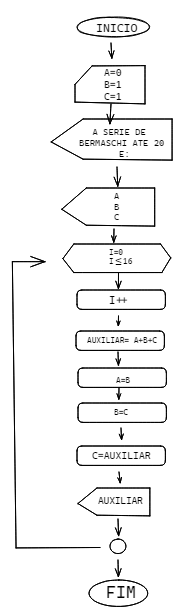 INICIO
A=0
B=1
C=1
A SERIE DE
BERMASCHI ATE 20
E:
A
B
C
I=0
I≤16
I++
AUXILIAR= A+B+C
A=B
B=C
C=AUXILIAR
AUXILIAR
FIM